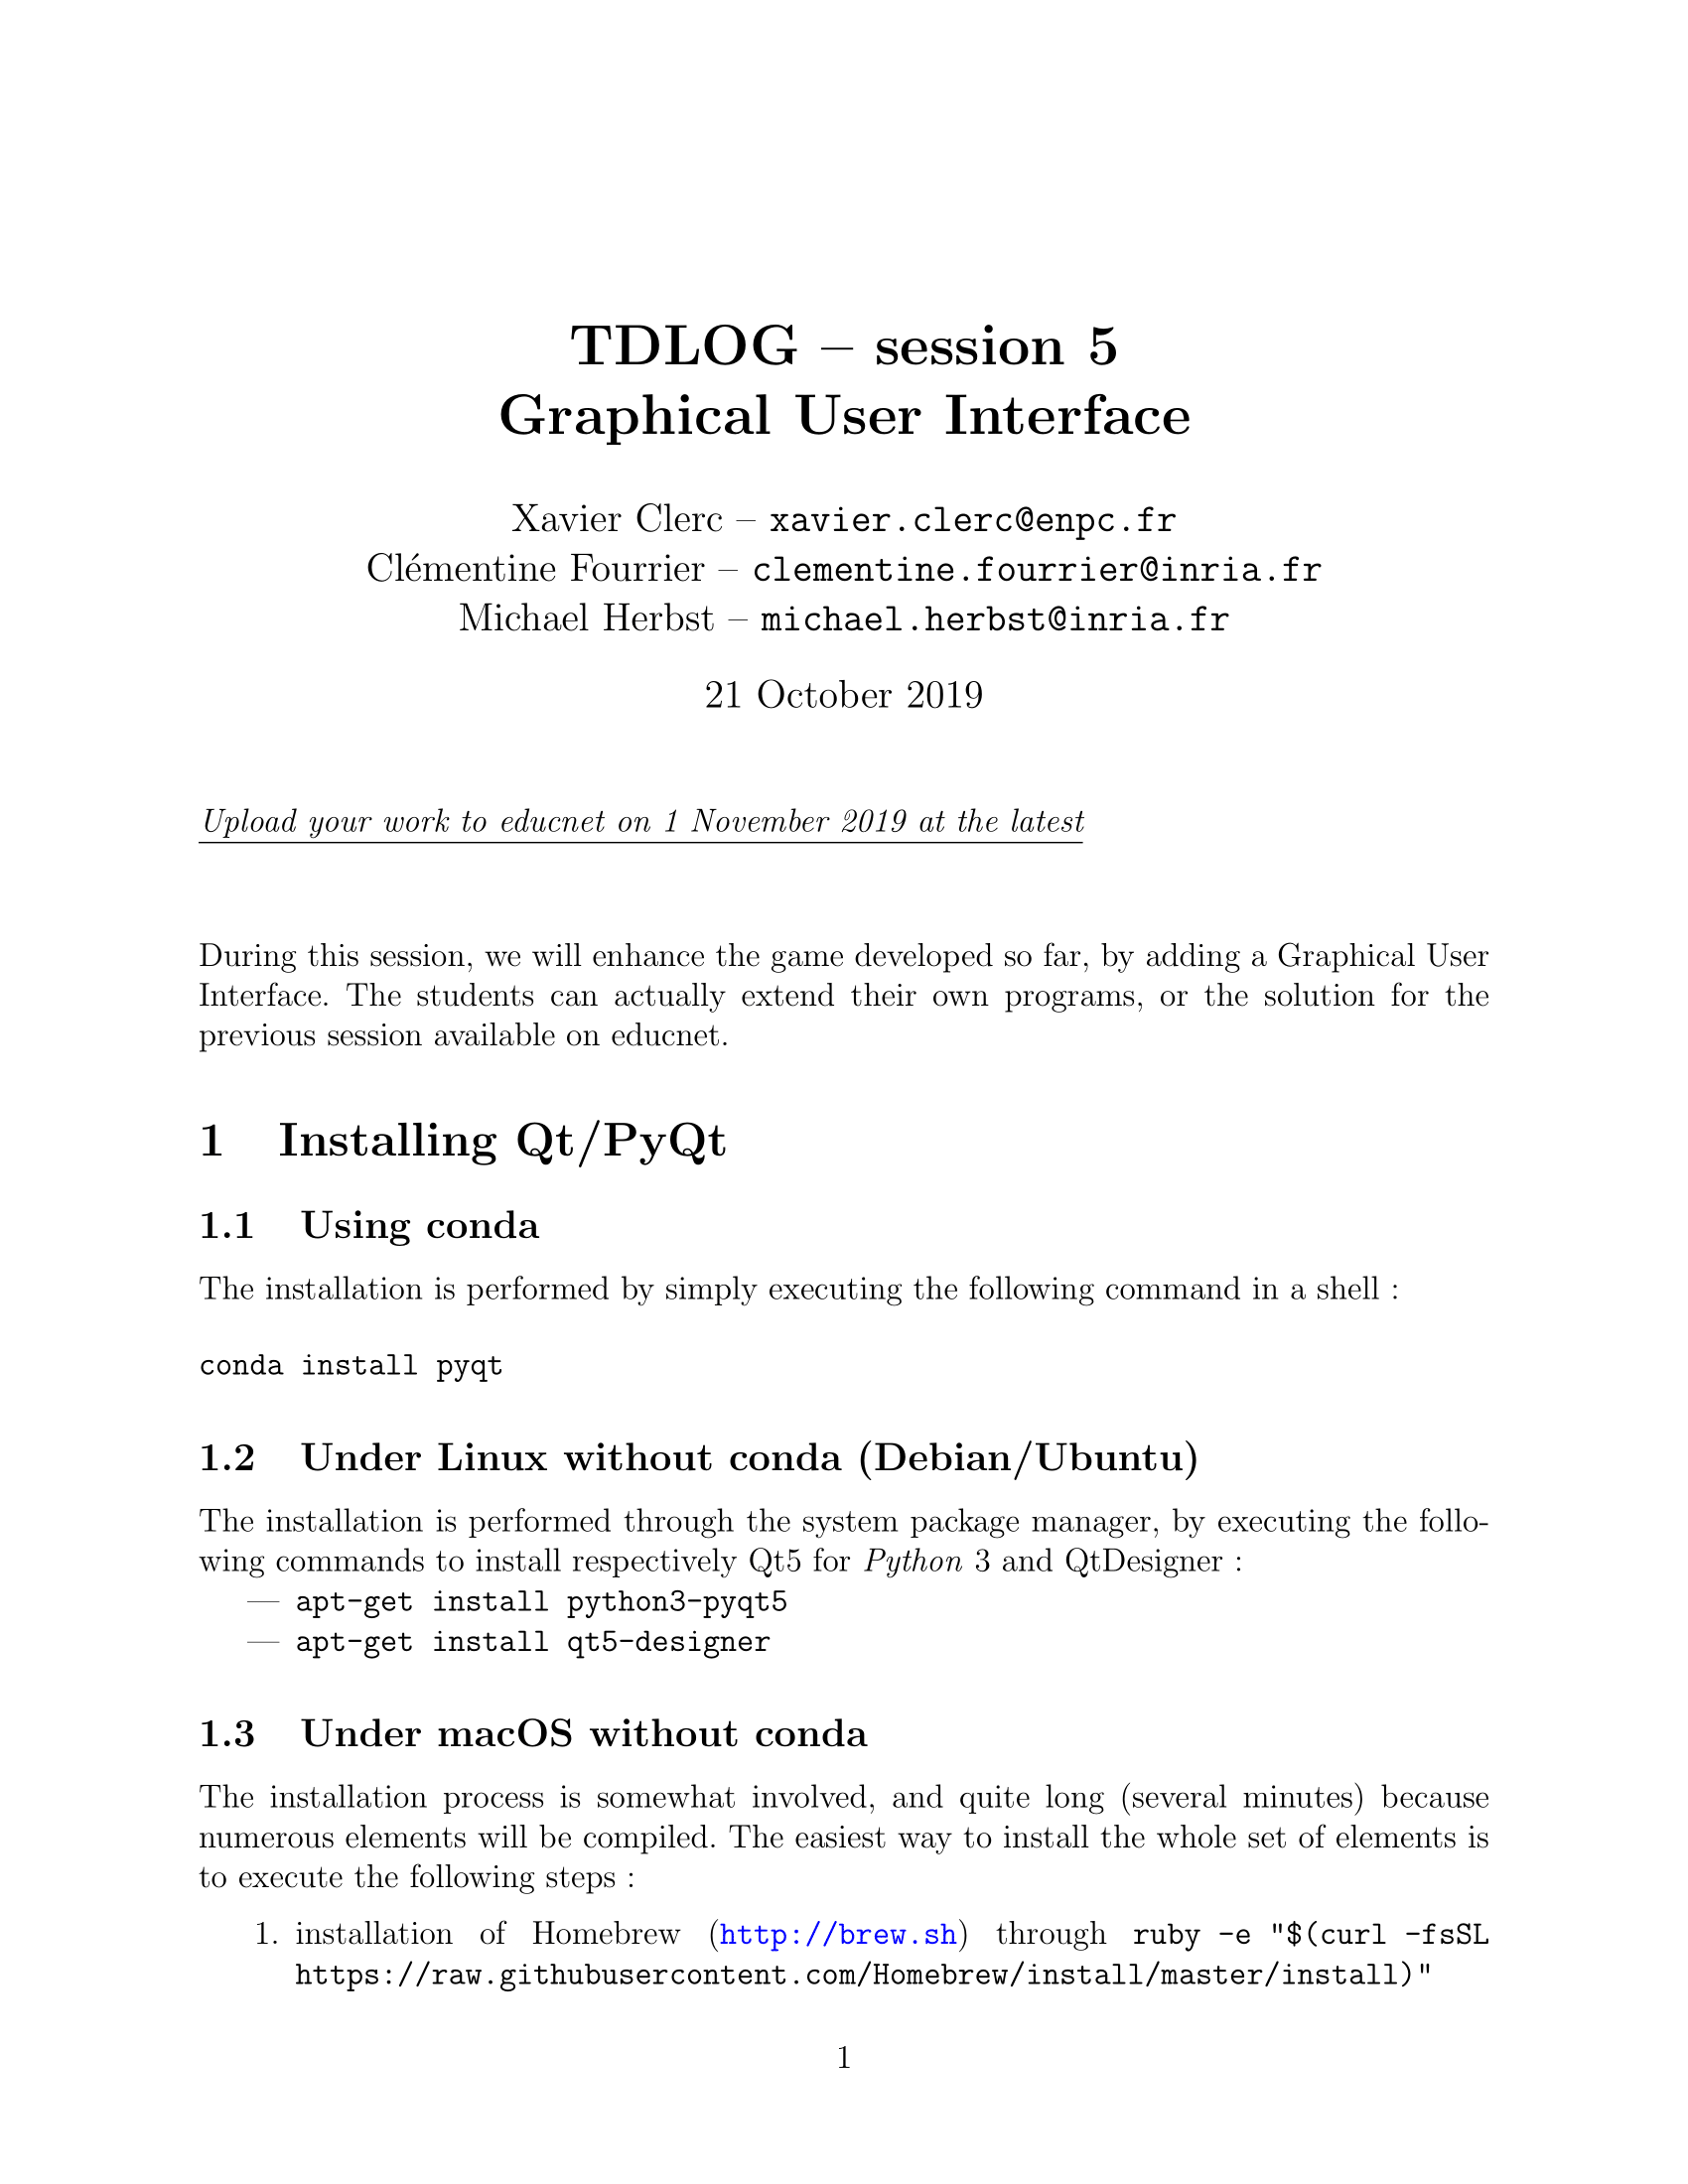 TDLOG – session 5
Graphical User Interface
Xavier Clerc – xavier.clerc@enpc.fr
Clémentine Fourrier – clementine.fourrier@inria.fr
Michael Herbst – michael.herbst@inria.fr
21 October 2019
Upload your work to educnet on 1 November 2019 at the latest
During this session, we will enhance the game developed so far, by adding a Graphical User
Interface. The students can actually extend their own programs, or the solution for the
previous session available on educnet.
1 Installing Qt/PyQt
1.1 Using conda
The installation is performed by simply executing the following command in a shell :
conda install pyqt
1.2 Under Linux without conda (Debian/Ubuntu)
The installation is performed through the system package manager, by executing the follo-
wing commands to install respectively Qt5 for Python 3 and QtDesigner :
— apt-get install python3-pyqt5
— apt-get install qt5-designer
1.3 Under macOS without conda
The installation process is somewhat involved, and quite long (several minutes) because
numerous elements will be compiled. The easiest way to install the whole set of elements is
to execute the following steps :
1. installation of Homebrew (http://brew.sh) through ruby -e "$(curl -fsSL
https://raw.githubusercontent.com/Homebrew/install/master/install)"
1